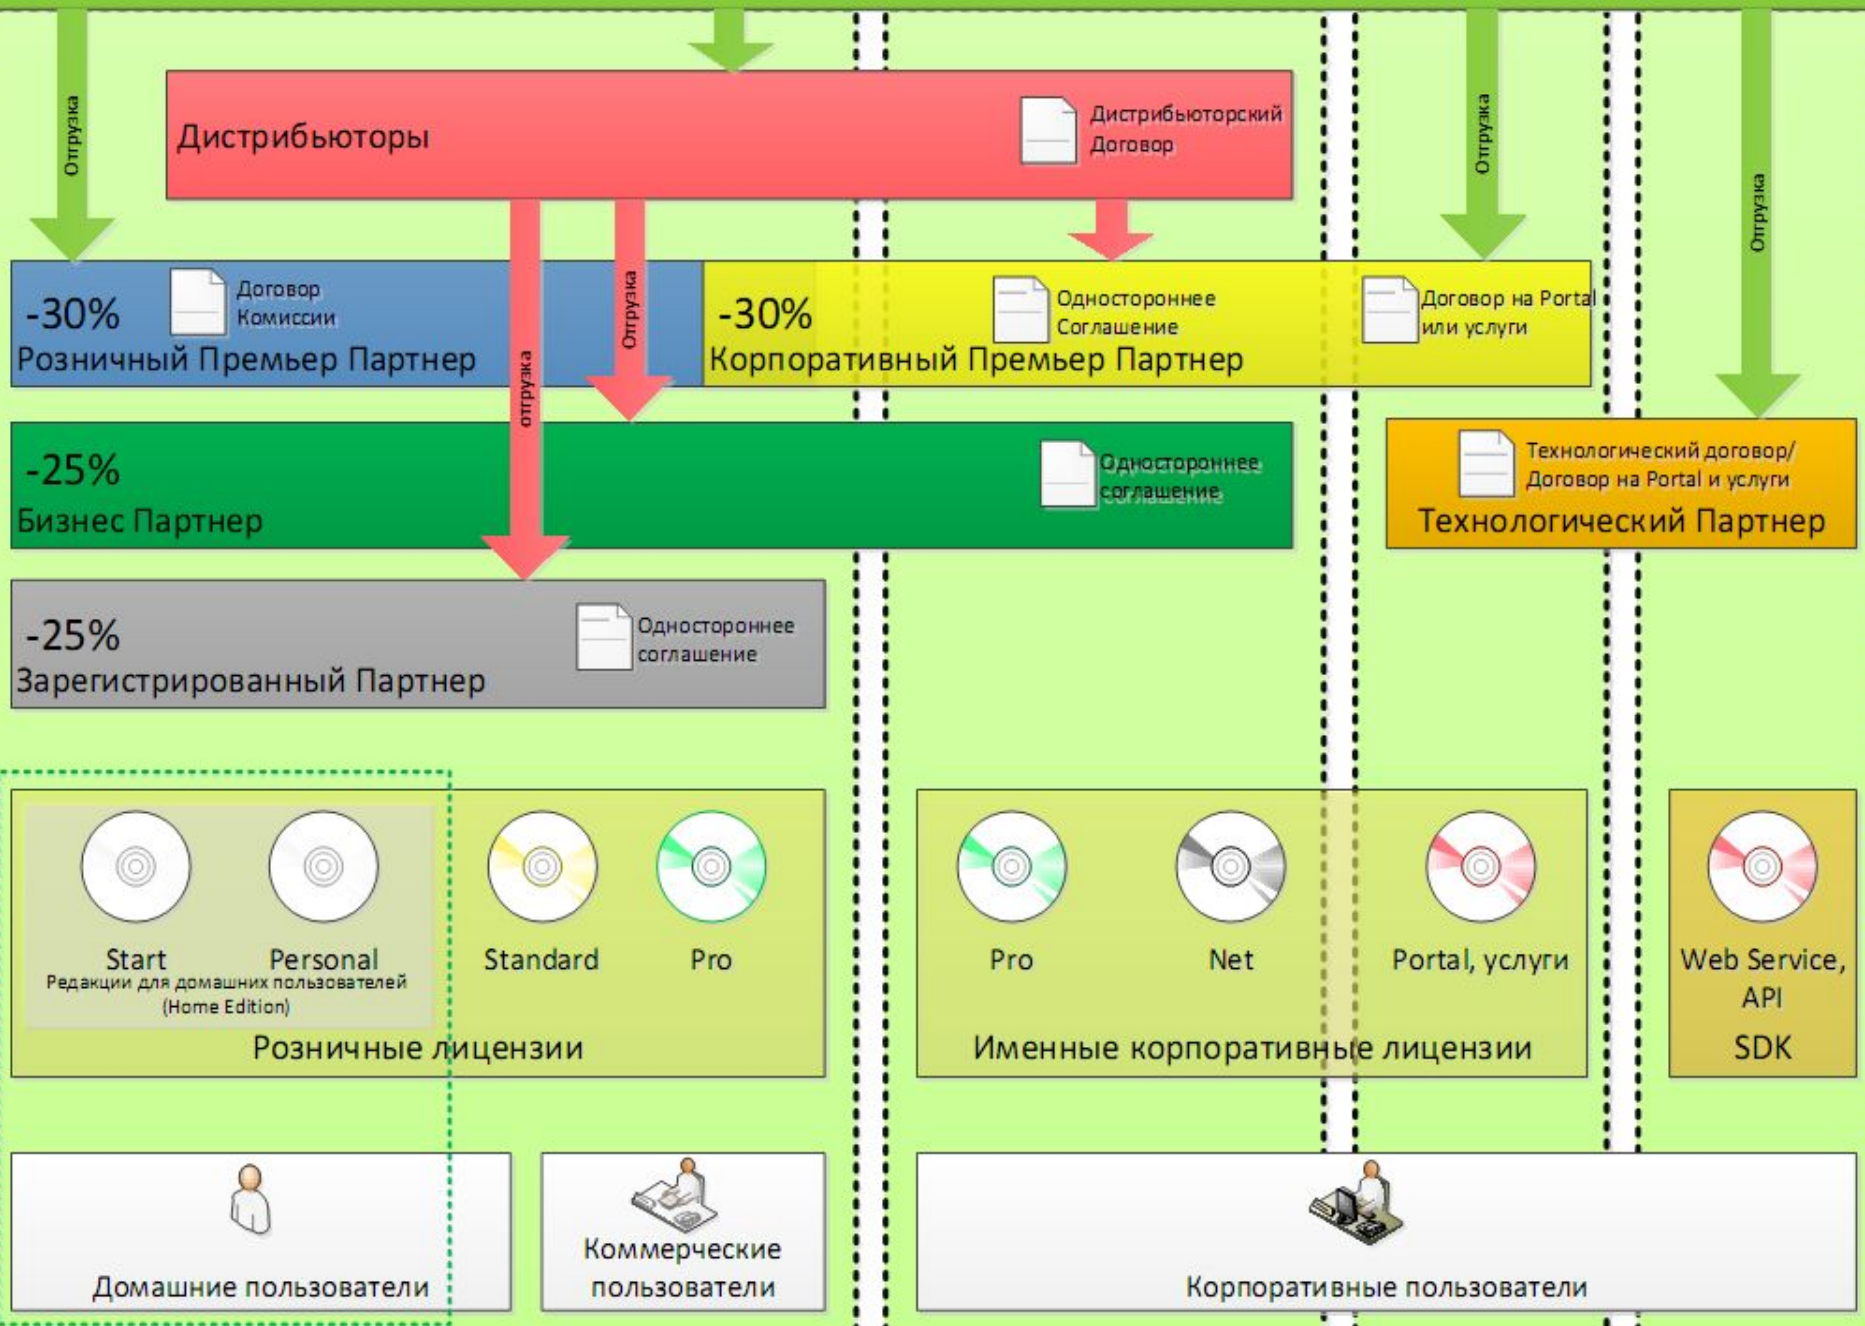 Отгрузка
Отгрузка
Отгрузка
Дистрибьюторы
Дистрибьюторский
Договор
-30%
Договор
Комиссии
Розничный Премьер Партнер
отгрузка
Отгрузка
-30%
Одностороннее
Соглашение
Договор на Portal
или услуги
Корпоративный Премьер Партнер
-25%
Одностороннее
соглашение
Бизнес Партнер
Технологический договор/
Договор на Portal и услуги
Технологический Партнер
-25%
Одностороннее
соглашение
Зарегистрированный Партнер
Start
Personal
Standard
Pro
Редакции для домашних пользователей
(Home Edition)
Розничные лицензии
Pro
Net
Portal, услуги
Именные корпоративные лицензии
Web Service,
API
SDK
Домашние пользователи
Коммерческие
пользователи
Корпоративные пользователи